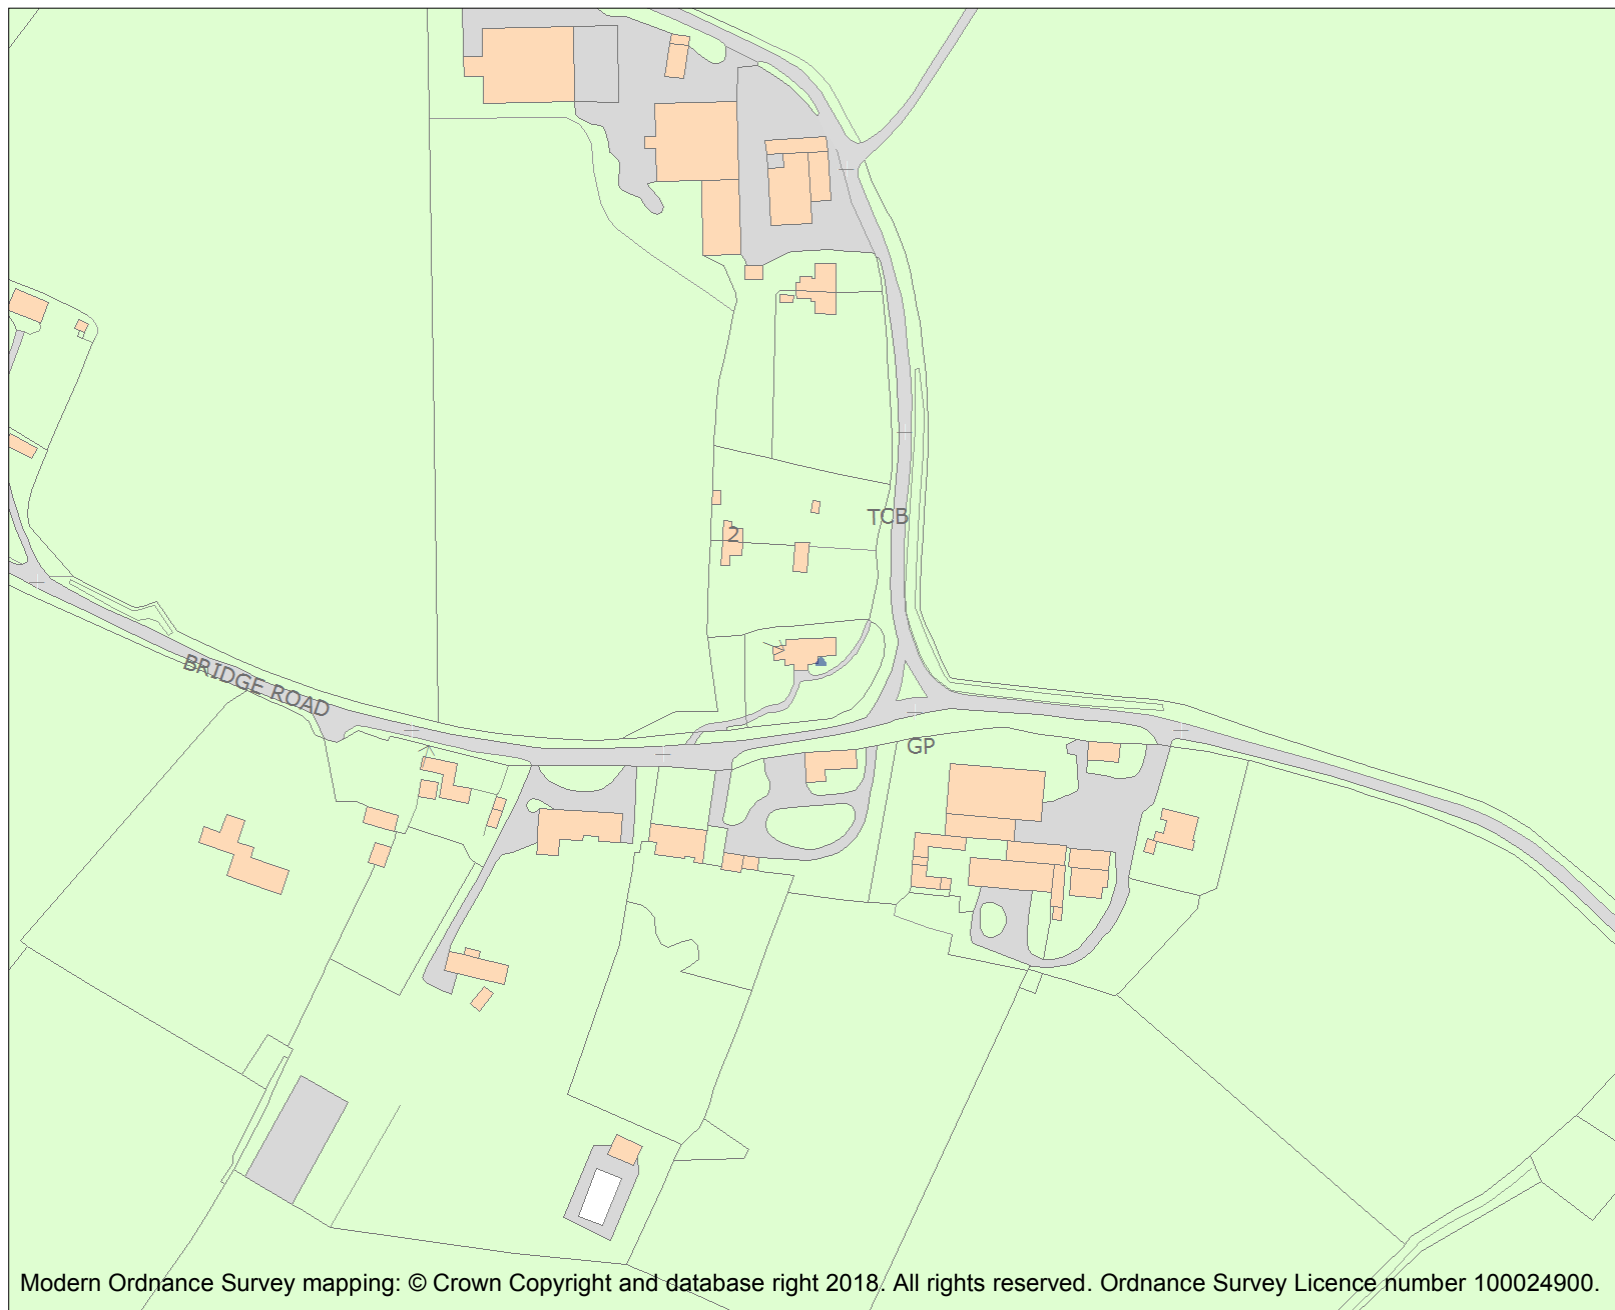 TCB
2
BRIDGE ROAD
GP
Modern Ordnance Survey mapping: © Crown Copyright and database right 2018. All rights reserved. Ordnance Survey Licence number 100024900.